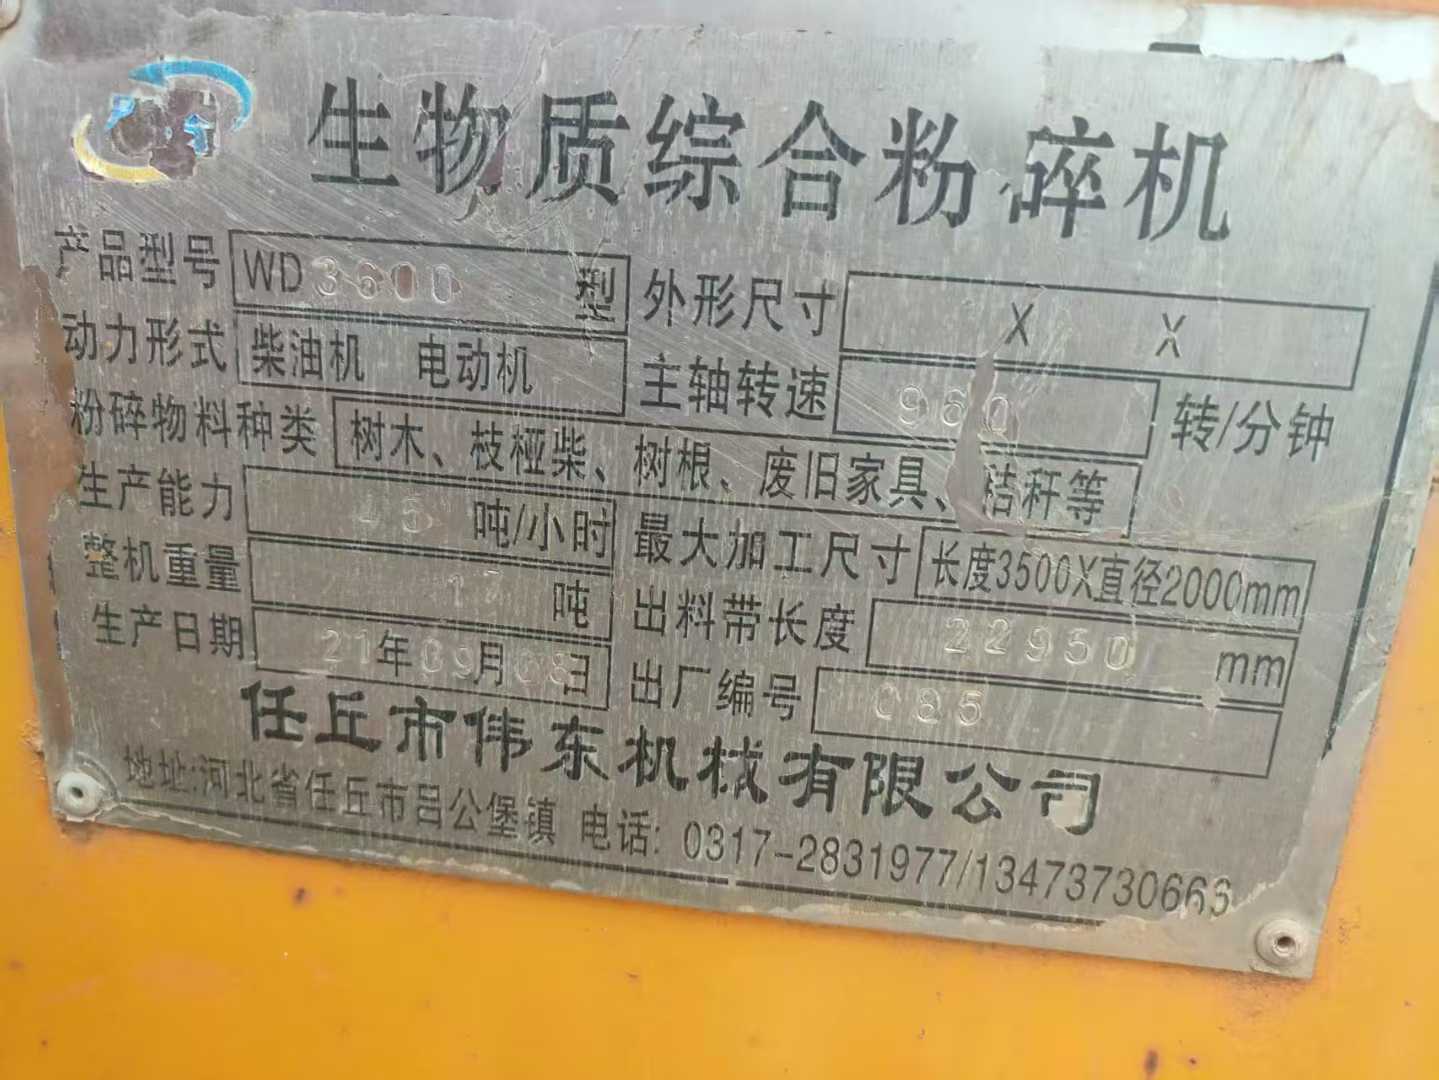 生物质综合粉碎机
产品型号 WD3600 型 外形尺寸 X X
动力形式 柴油机 电动机 主轴转速 960 转/分钟
粉碎物料种类 树木、枝桠柴、树根、废旧家具、秸秆等
生产能力 吨/小时 最大加工尺寸 长度3500X直径2000mm
整机重量 吨 出料带长度 22950 mm
生产日期 21年09月08日 出厂编号 085
任丘市伟东机械有限公司
地址:河北省任丘市吕公堡镇 电话: 0317-2831977/13473730663